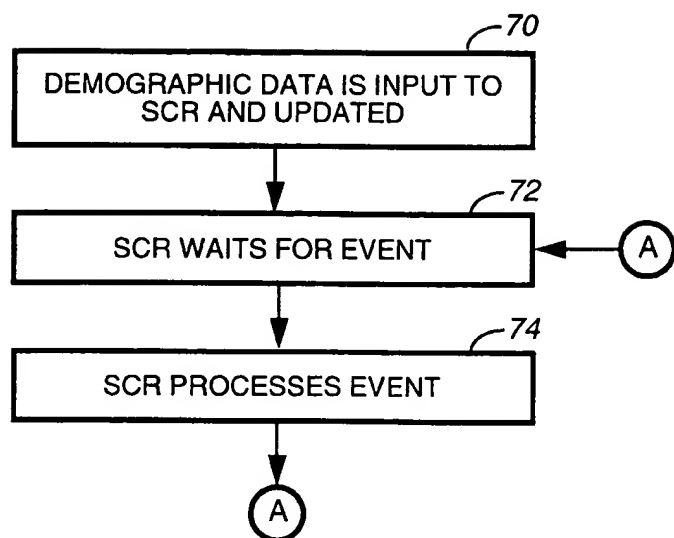 70
DEMOGRAPHIC DATA IS INPUT TO
SCR AND UPDATED
72
SCR WAITS FOR EVENT
A
74
SCR PROCESSES EVENT
A